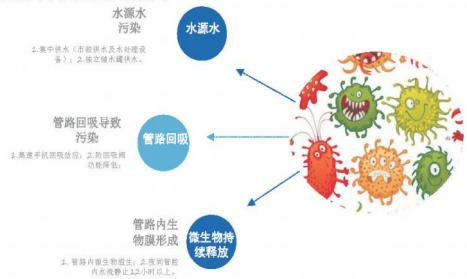 水源水
污染
水源水
1.集中供水（市政供水及水处理设
备）；2.独立储水罐供水。
管路回吸导致
污染
管路回吸
1.高速手机回吸效应；2.防回吸阀
功能降低；
管路内生
物膜形成
微生物持
续释放
1. 管路内微生物滋生；2.夜间管腔
内水残静止12小时以上。